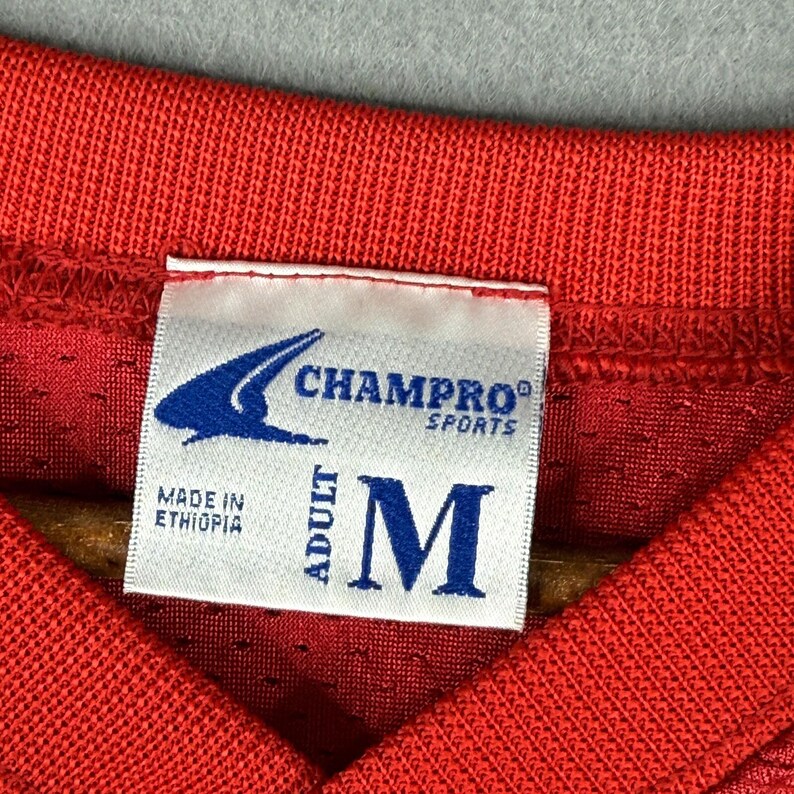 CHAMPRO®
SPORTS
MADE IN
ETHIOPIA
ADULT
M